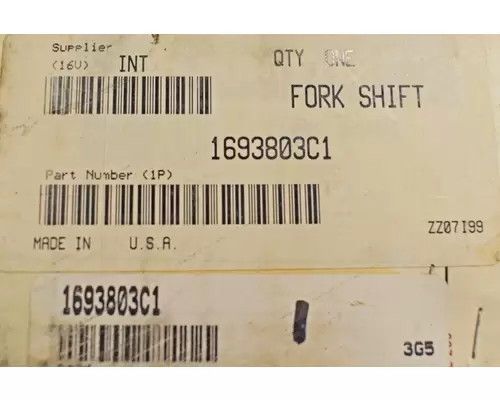 Supplier
(16V) INT
QTY ONE
FORK SHIFT
1693803C1
Part Number (1P)
ZZ07I99
MADE IN U.S.A.
1693803C1
3G5